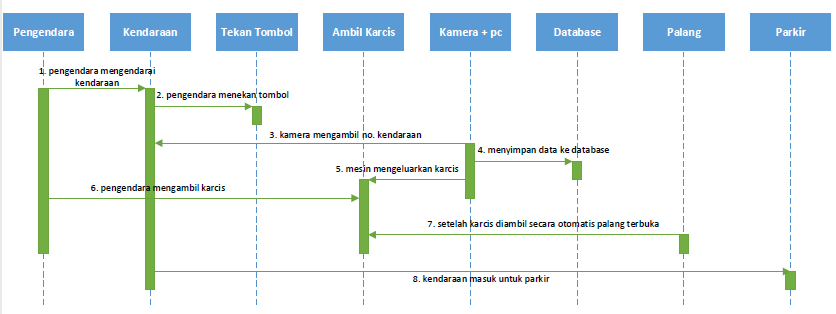 Pengendara
Kendaraan
Tekan Tombol
Ambil Karcis
Kamera + pc
Database
Palang
Parkir
1. pengendara mengendarai
kendaraan
2. pengendara menekan tombol
3. kamera mengambil no. kendaraan
4. menyimpan data ke database
5. mesin mengeluarkan karcis
6. pengendara mengambil karcis
7. setelah karcis diambil secara otomatis palang terbuka
8. kendaraan masuk untuk parkir